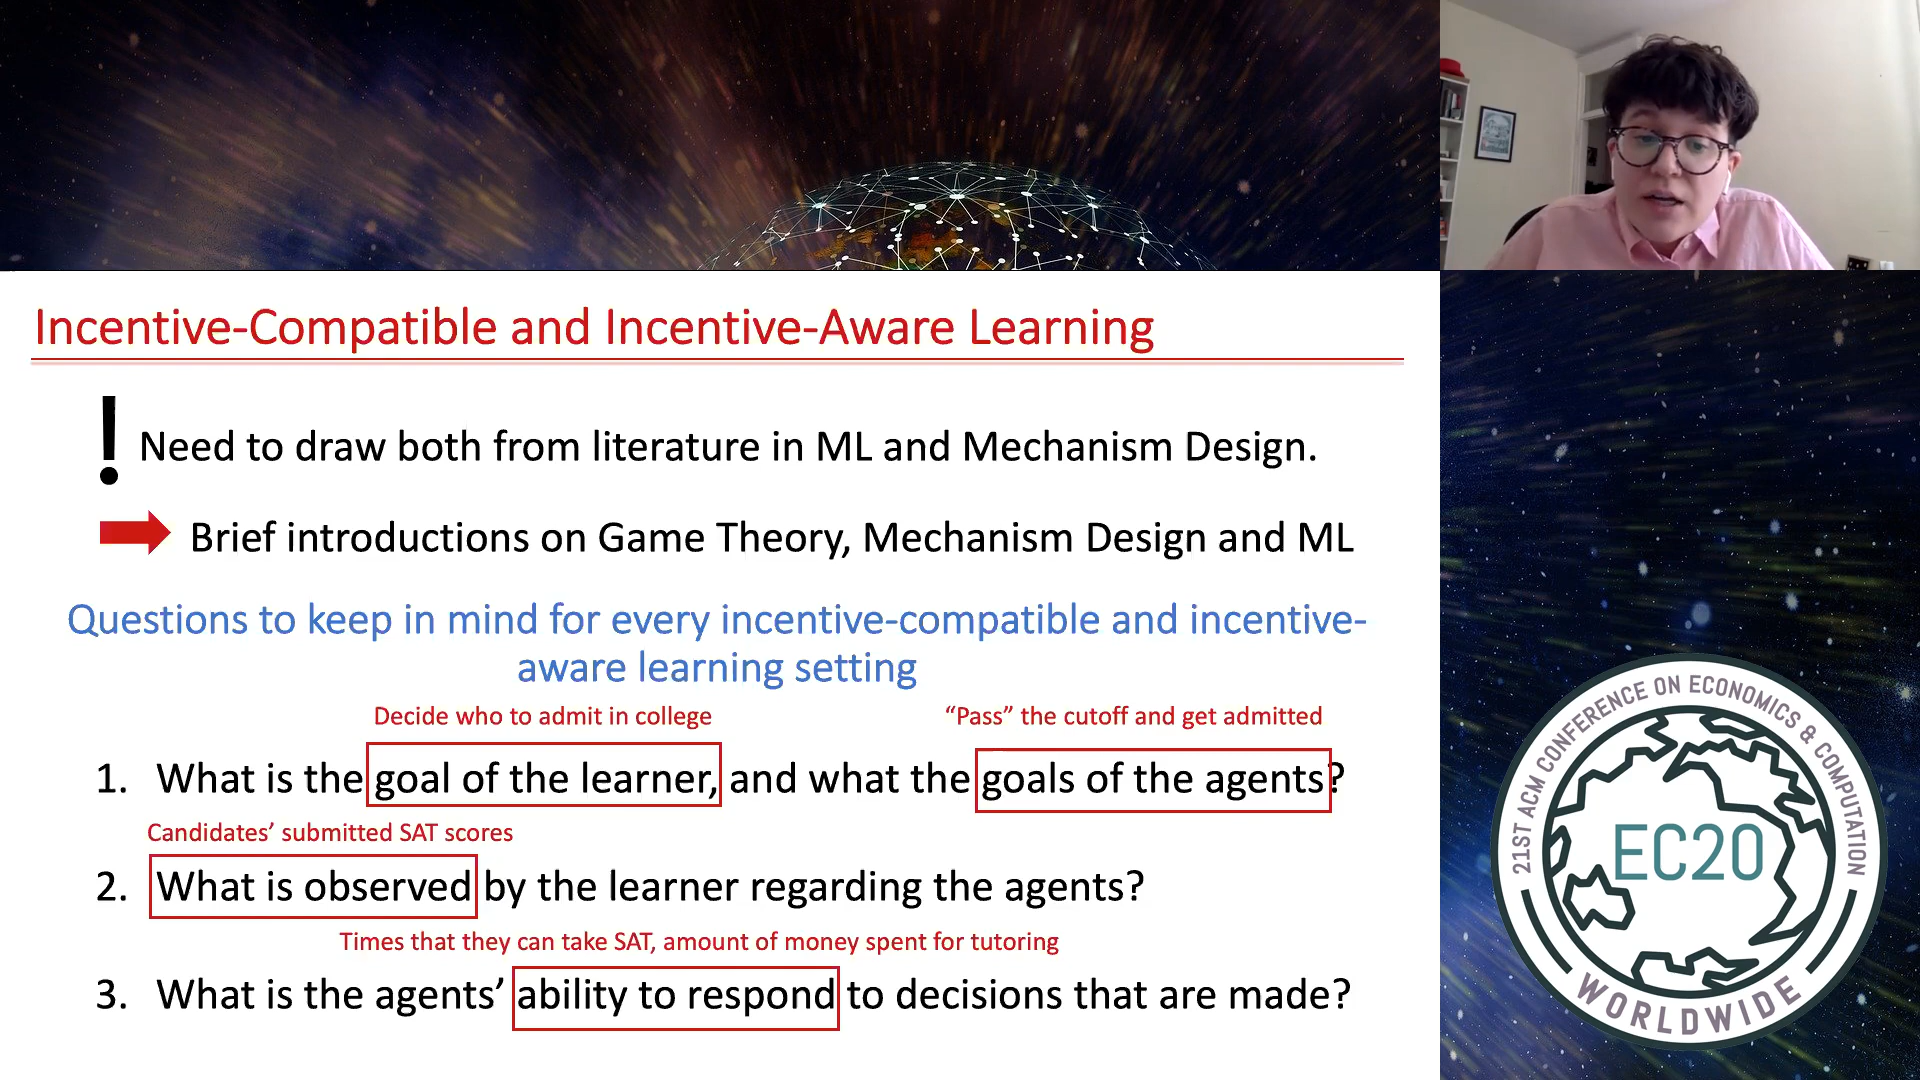 Incentive-Compatible and Incentive-Aware Learning
! Need to draw both from literature in ML and Mechanism Design.
Brief introductions on Game Theory, Mechanism Design and ML
Questions to keep in mind for every incentive-compatible and incentive-
aware learning setting
Decide who to admit in college
“Pass” the cutoff and get admitted
1. What is the goal of the learner, and what the goals of the agents?
Candidates’ submitted SAT scores
2. What is observed by the learner regarding the agents?
Times that they can take SAT, amount of money spent for tutoring
3. What is the agents’ ability to respond to decisions that are made?
21ST ACM CONFERENCE ON ECONOMICS & COMPUTATION
EC20
WORLDWIDE